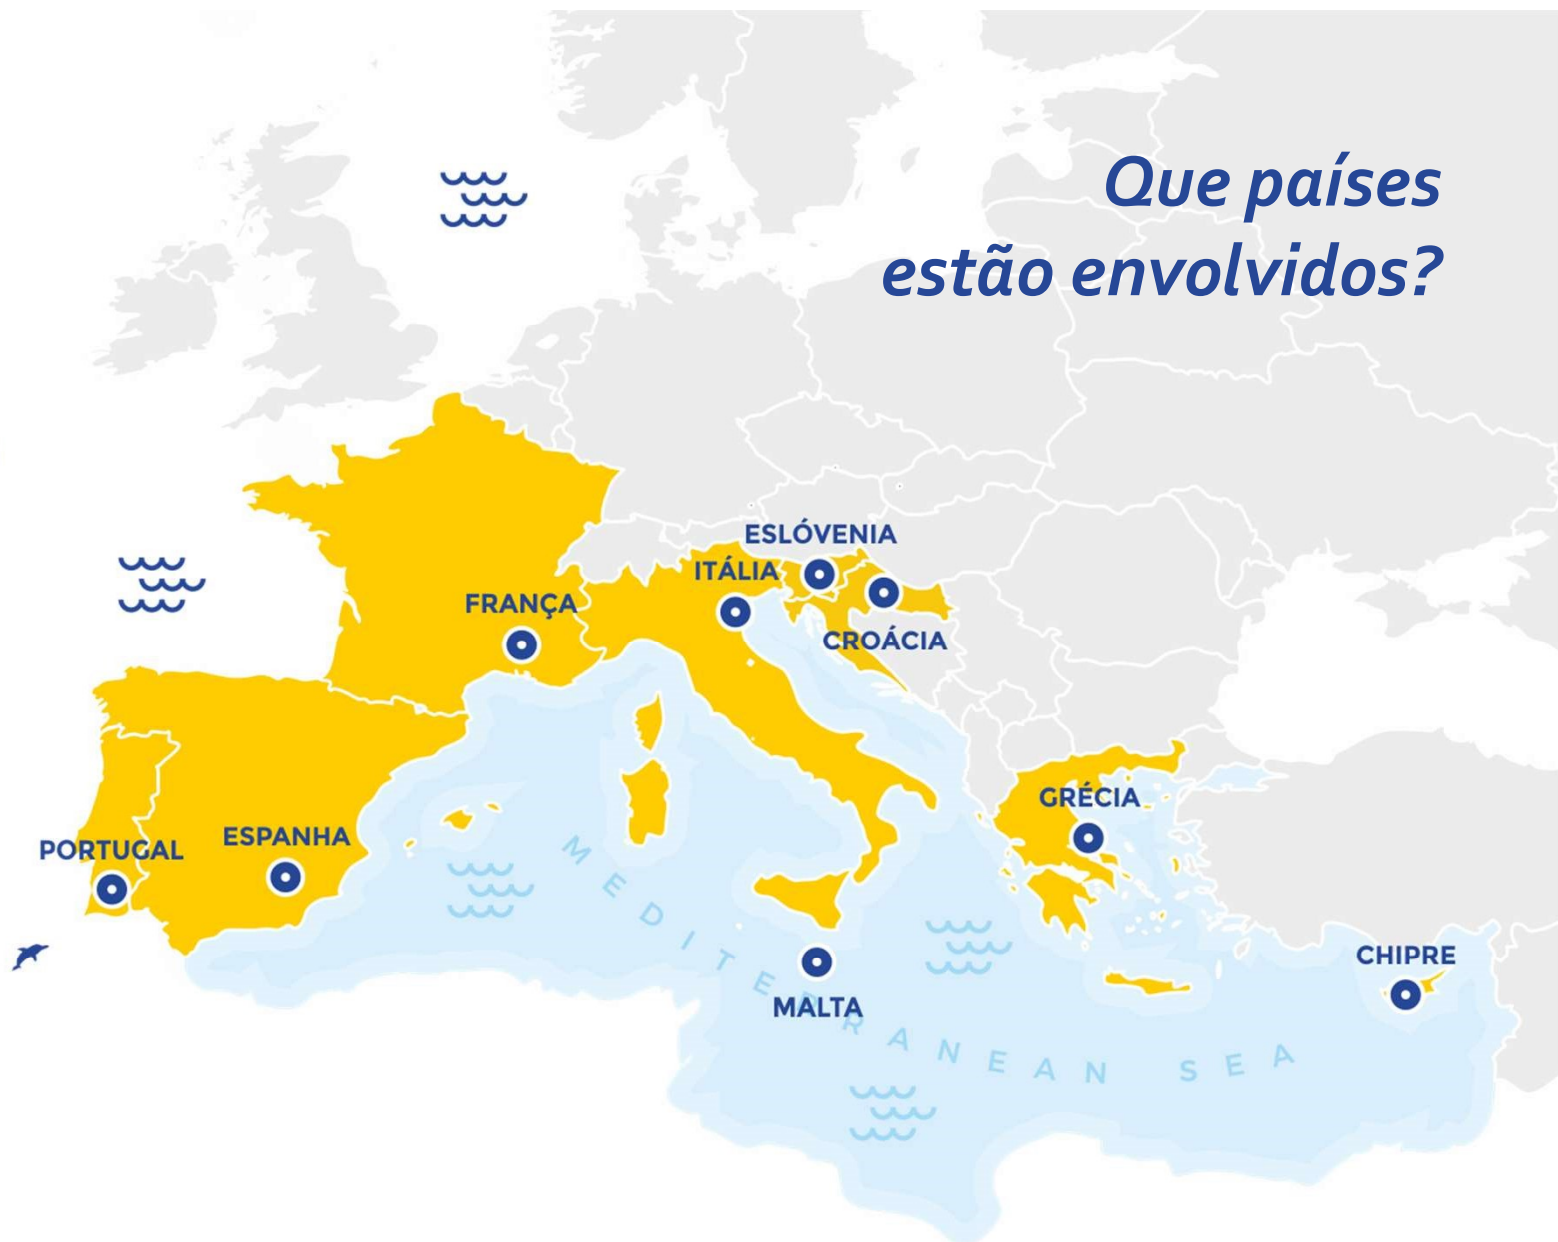 Que países
estão envolvidos?
ESLÓVENIA
ITÁLIA
FRANÇA
CROÁCIA
GRÉCIA
PORTUGAL
ESPANHA
CHIPRE
MALTA
MEDITERRANEAN SEA